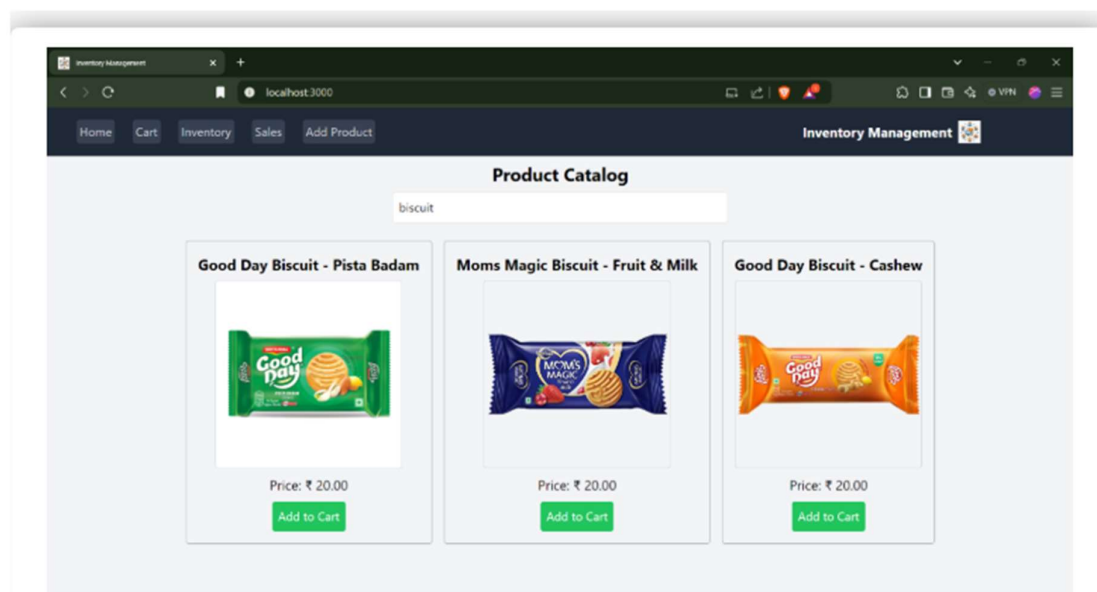 Inventory Management
localhost:3000
VPN
Home Cart Inventory Sales Add Product Inventory Management
Product Catalog
biscuit
Good Day Biscuit - Pista Badam Moms Magic Biscuit - Fruit & Milk Good Day Biscuit - Cashew
Good
Day
MOM'S
MAGIC
Good
Day
Price: ₹ 20.00 Price: ₹ 20.00 Price: ₹ 20.00
Add to Cart Add to Cart Add to Cart